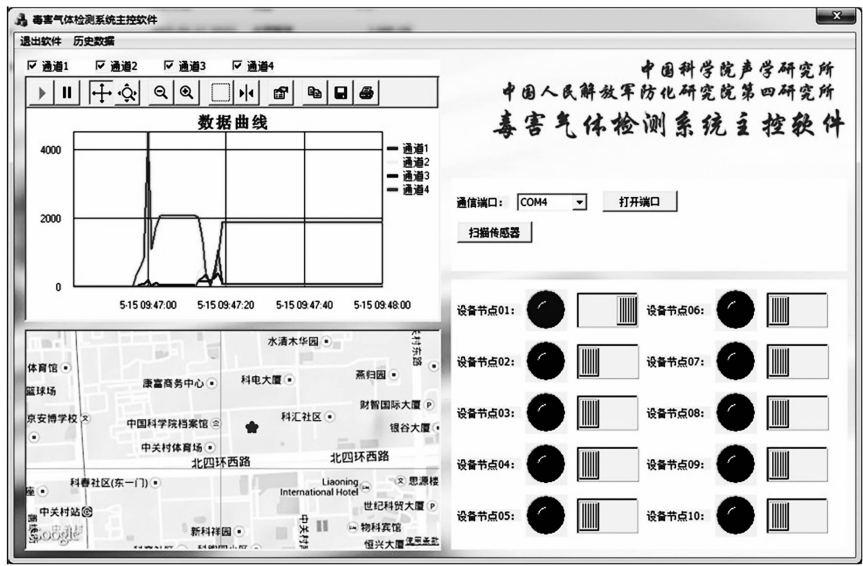 毒害气体检测系统主控软件
退出软件 历史数据
通道1 通道2 通道3 通道4
数据曲线
4000
2000
0
通道1
通道2
通道3
通道4
5-15 09:47:00 5-15 09:47:20 5-15 09:47:40 5-15 09:48:00
中国科学院声学研究所
中国人民解放军防化研究院第四研究所
毒害气体检测系统主控软件
通信端口: COM4 打开端口
扫描传感器
设备节点01: 设备节点06:
设备节点02: 设备节点07:
设备节点03: 设备节点08:
设备节点04: 设备节点09:
设备节点05: 设备节点10:
水清木华园
村东路
体育馆
康富商务中心
科电大厦
燕归园
篮球场
财智国际大厦
京安博学校
中国科学院档案馆
科汇社区
银谷大厦
中关村体育场
北四环西路
北四环西路
科春社区(东一门)
Liaoning
International Hotel
思源楼
座
中关村站
世纪科贸大厦
新科祥园
中关村
物科宾馆
恒兴大厦
使用条款
Google